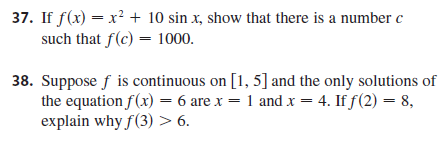 37. If f(x) = x² + 10 sin x, show that there is a number c
such that f(c) = 1000.
38. Suppose f is continuous on [1, 5] and the only solutions of
the equation f(x) = 6 are x = 1 and x = 4. If f(2) = 8,
explain why f(3) > 6.